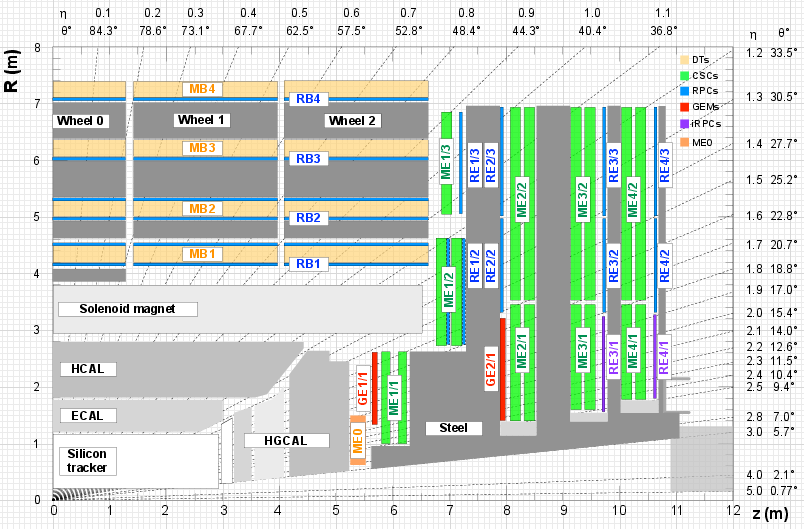 η 0.1 0.2 0.3 0.4 0.5 0.6 0.7 0.8 0.9 1.0 1.1
θ° 84.3° 78.6° 73.1° 67.7° 62.5° 57.5° 52.8° 48.4° 44.3° 40.4° 36.8°
η θ°
R (m)
8
7
6
5
4
3
2
1
0
1.2 33.5°
1.3 30.5°
1.4 27.7°
1.5 25.2°
1.6 22.8°
1.7 20.7°
1.8 18.8°
1.9 17.0°
2.0 15.4°
2.1 14.0°
2.2 12.6°
2.3 11.5°
2.4 10.4°
2.5 9.4°
2.8 7.0°
3.0 5.7°
4.0 2.1°
5.0 0.77°
DTs
CSCs
RPCs
GEMs
iRPCs
ME0
MB4
RB4
Wheel 0 Wheel 1 Wheel 2
MB3
RB3
MB2
RB2
MB1
RB1
Solenoid magnet
HCAL
ECAL
Silicon
tracker
HGCAL
Steel
ME0
GE1/1
ME1/1
ME1/2
ME1/3
RE1/3
RE2/3
RE1/2
RE2/2
GE2/1
ME2/1
ME2/2
ME3/2
ME3/1
RE3/3
RE3/2
RE3/1
ME4/2
ME4/1
RE4/3
RE4/2
RE4/1
0 1 2 3 4 5 6 7 8 9 10 11 12
z (m)